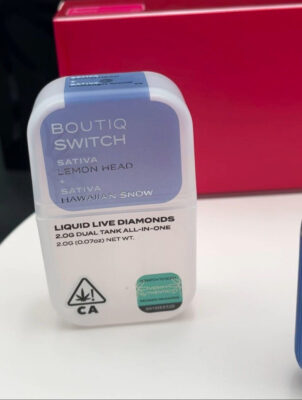 BOUTIQ
SWITCH
SATIVA
LEMON HEAD
+
SATIVA
HAWAIIAN SNOW
LIQUID LIVE DIAMONDS
2.0G DUAL TANK ALL-IN-ONE
2.0G (0.07oz) NET WT.
CA